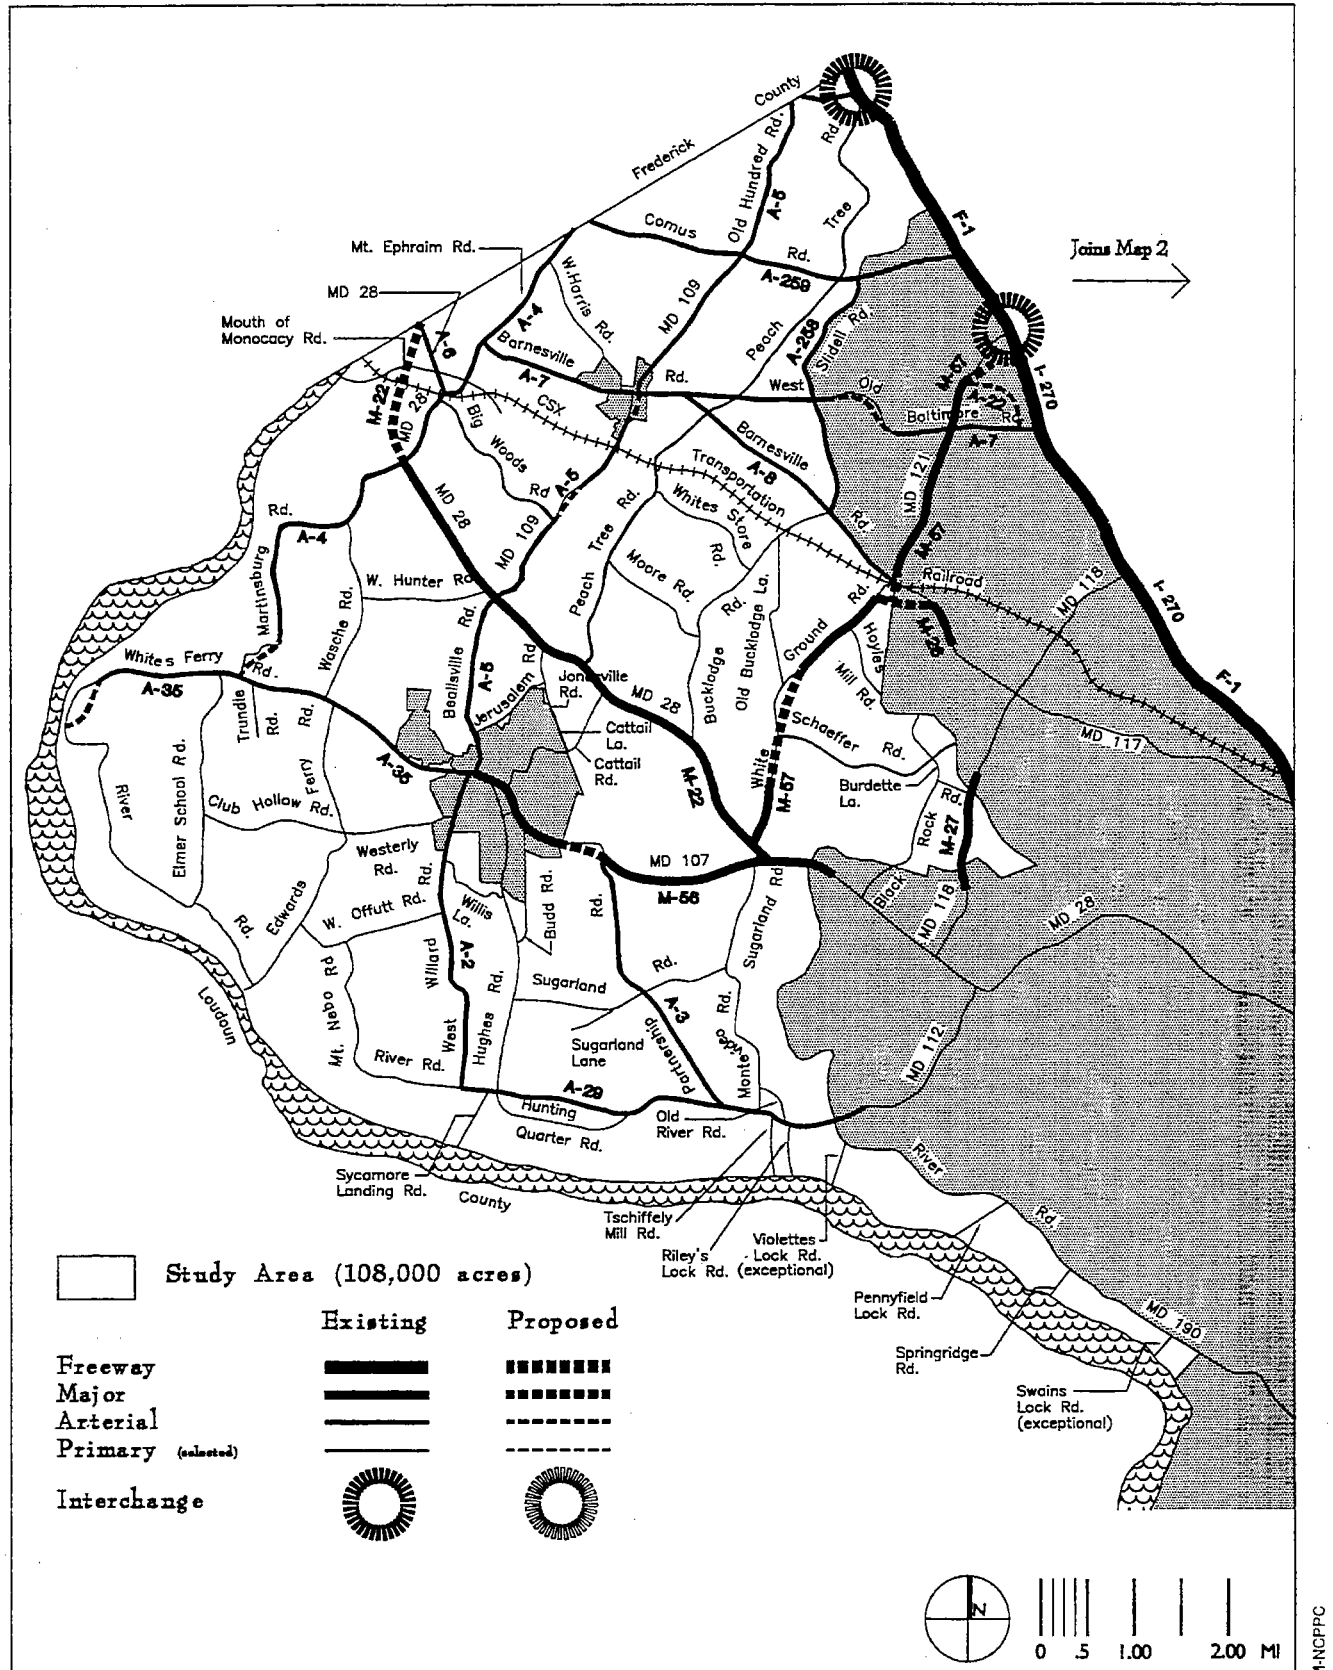 County
Frederick
Old Hundred Rd.
A-5
Rd.
Tree
Peach
F-1
Joins Map 2
Comus
Rd.
A-259
Mt. Ephraim Rd.
MD 28
Mouth of
Monocacy Rd.
A-6
A-4
W.Harris Rd.
MD 109
A-258
Slidell Rd.
Barnesville
A-7
Rd.
West
Old
Baltimore Rd.
A-7
M-57
A-22
I-270
M-22
MD 28
Big
Woods
Rd
CSX
A-5
Barnesville
A-8
Rd.
Transportation
Railroad
MD 121
M-57
MD 28
MD 109
Peach Tree Rd.
Whites Store
Rd.
Moore Rd.
MD 118
I-270
F-1
Rd.
A-4
Martinsburg
Rd.
W. Hunter Rd
Wasche Rd.
Bucklodge Rd.
Old Bucklodge La.
White Ground Rd.
Hoyles
Mill Rd.
M-26
MD 117
White's Ferry
A-35
Trundle
Rd.
Rd.
Ferry
Beallsville Rd.
A-5
Jerusalem Rd
Jonesville
Rd.
MD 28
Cattail
La.
Cattail
Rd.
Schaeffer Rd.
Burdette
La.
A-35
M-22
M-57
River
Elmer School Rd.
Club Hollow Rd.
Westerly
Rd.
MD 107
M-56
Black Rock Rd.
M-27
MD 118
MD 28
Rd.
Edwards
W. Offutt Rd.
Willis
La.
Budd Rd.
Rd.
Sugarland Rd
Loudoun
Mt. Nebo Rd
West Willard Rd.
A-2
Hughes Rd.
Sugarland
Rd.
Sugarland
Lane
A-3
Partnership
Montevideo Rd.
MD 112
River Rd.
A-29
Hunting
Quarter Rd.
Old
River Rd.
River
Rd.
Sycamore
Landing Rd.
County
Tschiffely
Mill Rd.
Riley's
Lock Rd.
Violettes
Lock Rd.
(exceptional)
Pennyfield
Lock Rd.
MD 190
Springridge
Rd.
Swains
Lock Rd.
(exceptional)
Study Area (108,000 acres)
Existing Proposed
Freeway
Major
Arterial
Primary (selected)
Interchange
N
0 .5 1.00 2.00 MI
M-NCPPC